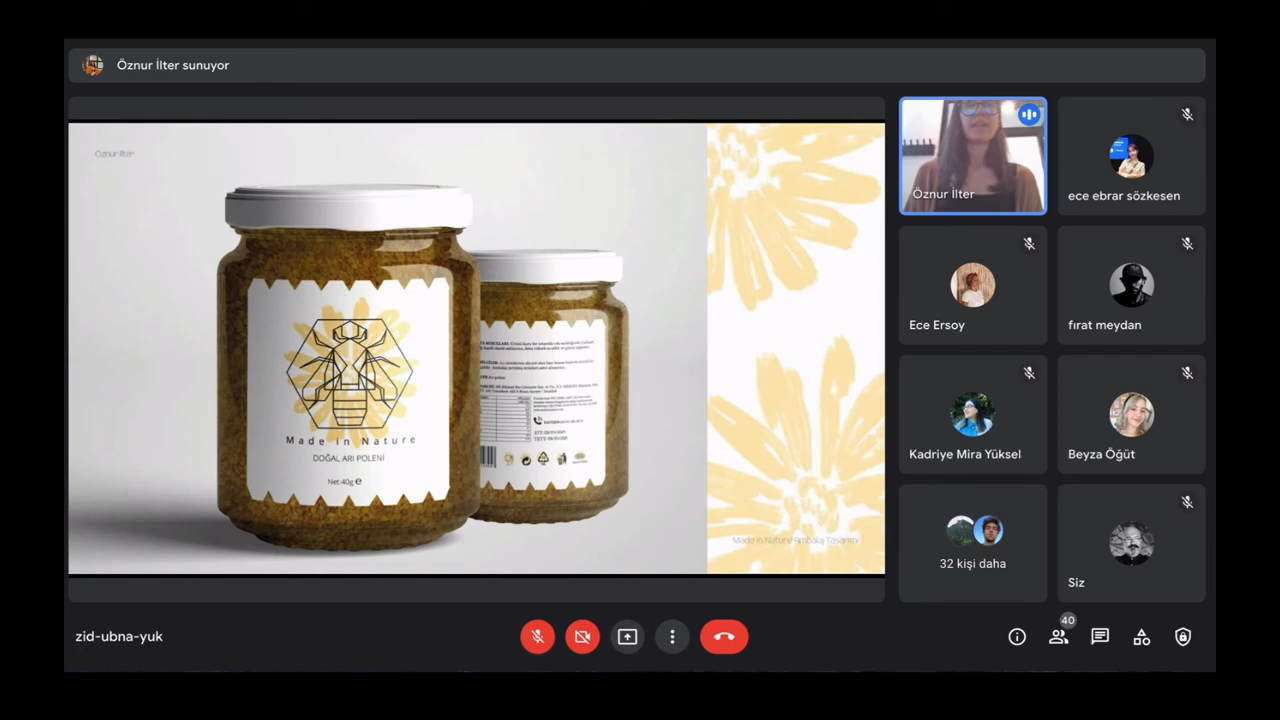 Öznur İlter sunuyor
Öznur İlter
Made in Nature
DOĞAL ARI POLENİ
Net:40g ℮
Made in Nature Ambalaj Tasarımı
Öznur İlter
ece ebrar sözkesen
Ece Ersoy
fırat meydan
Kadriye Mira Yüksel
Beyza Öğüt
32 kişi daha
Siz
zid-ubna-yuk
40